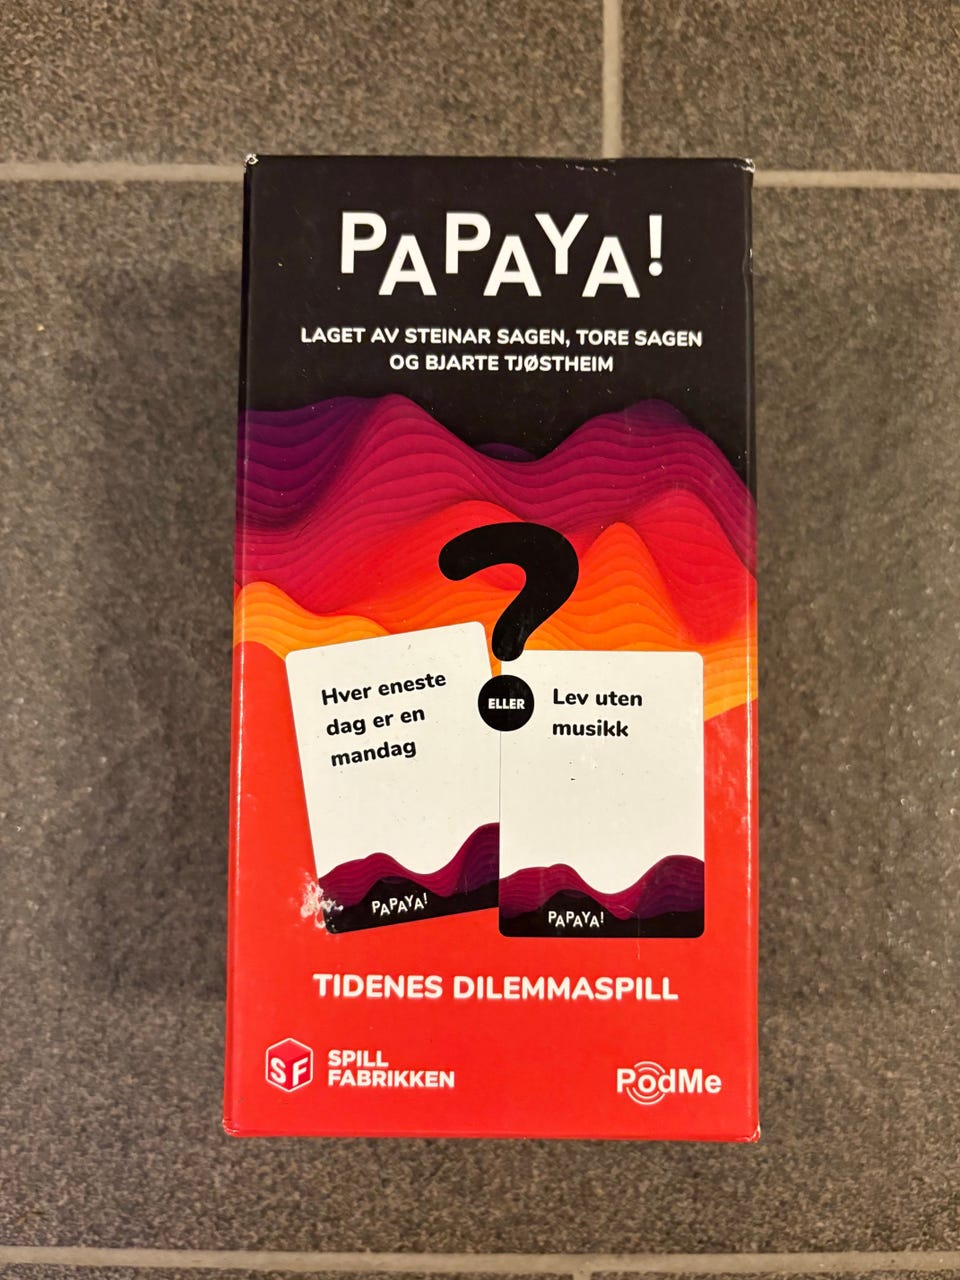 PAPAYA!
LAGET AV STEINAR SAGEN, TORE SAGEN
OG BJARTE TJØSTHEIM
?
Hver eneste
dag er en
mandag
ELLER
Lev uten
musikk
PAPAYA!
PAPAYA!
TIDENES DILEMMASPILL
SF
SPILL
FABRIKKEN
PodMe